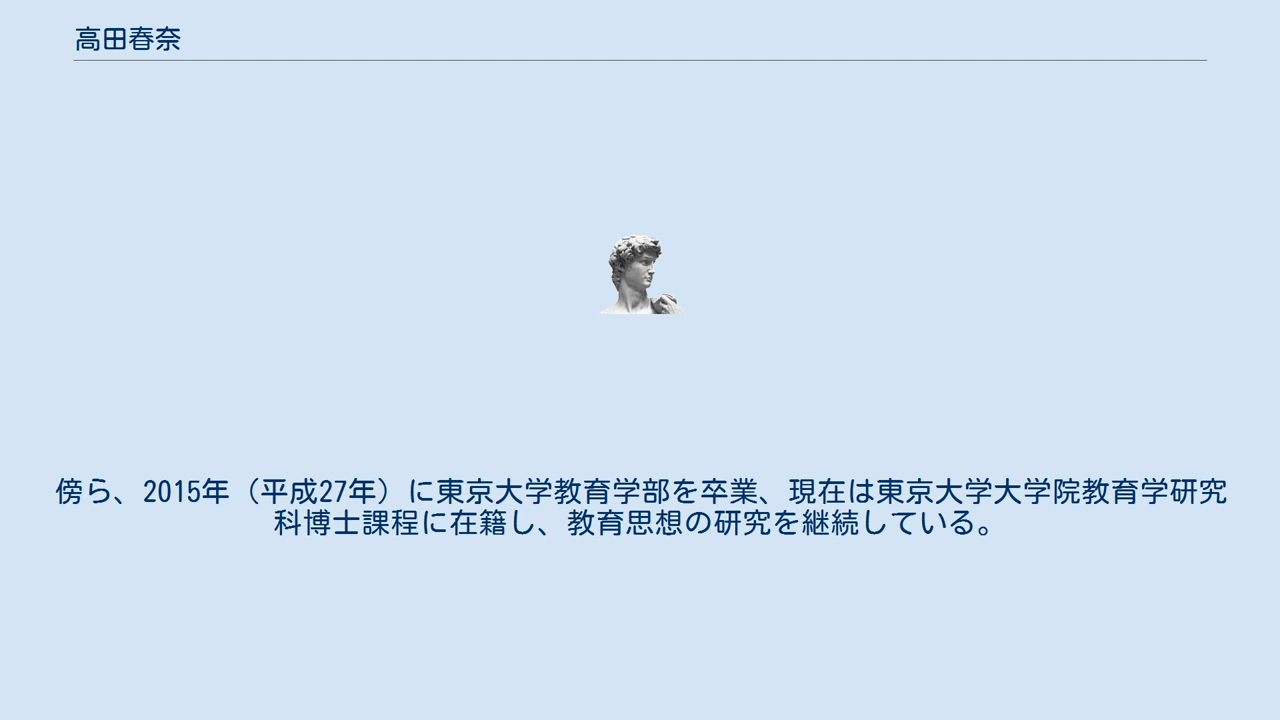 高田春奈
傍ら、2015年（平成27年）に東京大学教育学部を卒業、現在は東京大学大学院教育学研究
科博士課程に在籍し、教育思想の研究を継続している。